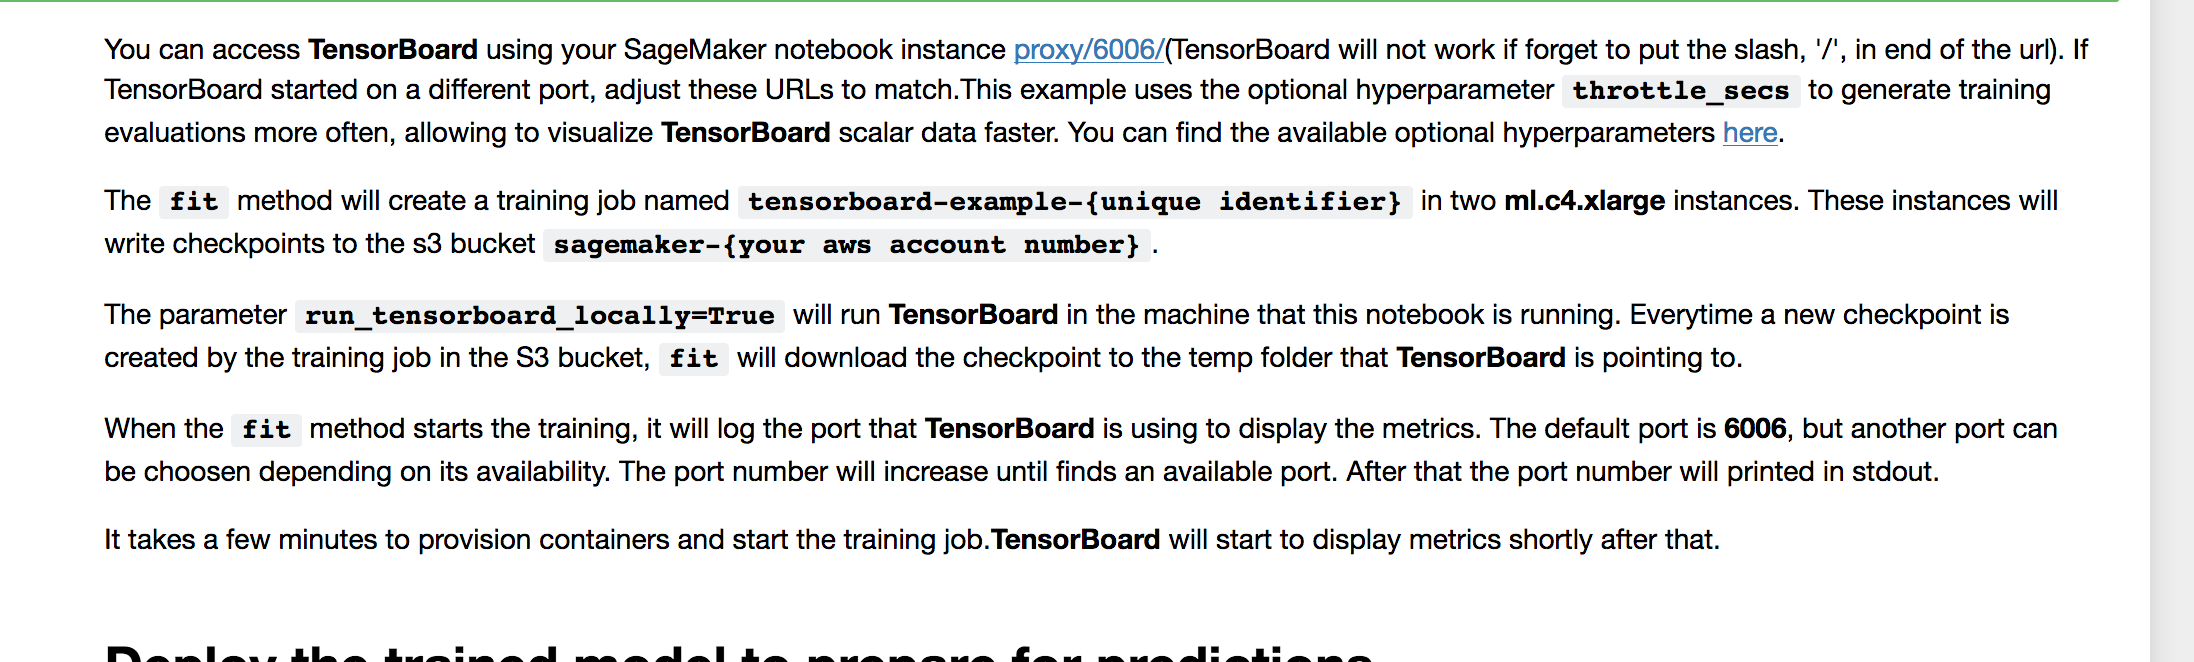 You can access TensorBoard using your SageMaker notebook instance proxy/6006/(TensorBoard will not work if forget to put the slash, '/', in end of the url). If
TensorBoard started on a different port, adjust these URLs to match.This example uses the optional hyperparameter throttle_secs to generate training
evaluations more often, allowing to visualize TensorBoard scalar data faster. You can find the available optional hyperparameters here.
The fit method will create a training job named tensorboard-example-{unique identifier} in two ml.c4.xlarge instances. These instances will
write checkpoints to the s3 bucket sagemaker-{your aws account number} .
The parameter run_tensorboard_locally=True will run TensorBoard in the machine that this notebook is running. Everytime a new checkpoint is
created by the training job in the S3 bucket, fit will download the checkpoint to the temp folder that TensorBoard is pointing to.
When the fit method starts the training, it will log the port that TensorBoard is using to display the metrics. The default port is 6006, but another port can
be choosen depending on its availability. The port number will increase until finds an available port. After that the port number will printed in stdout.
It takes a few minutes to provision containers and start the training job.TensorBoard will start to display metrics shortly after that.
Deploy the trained model to prepare for predictions